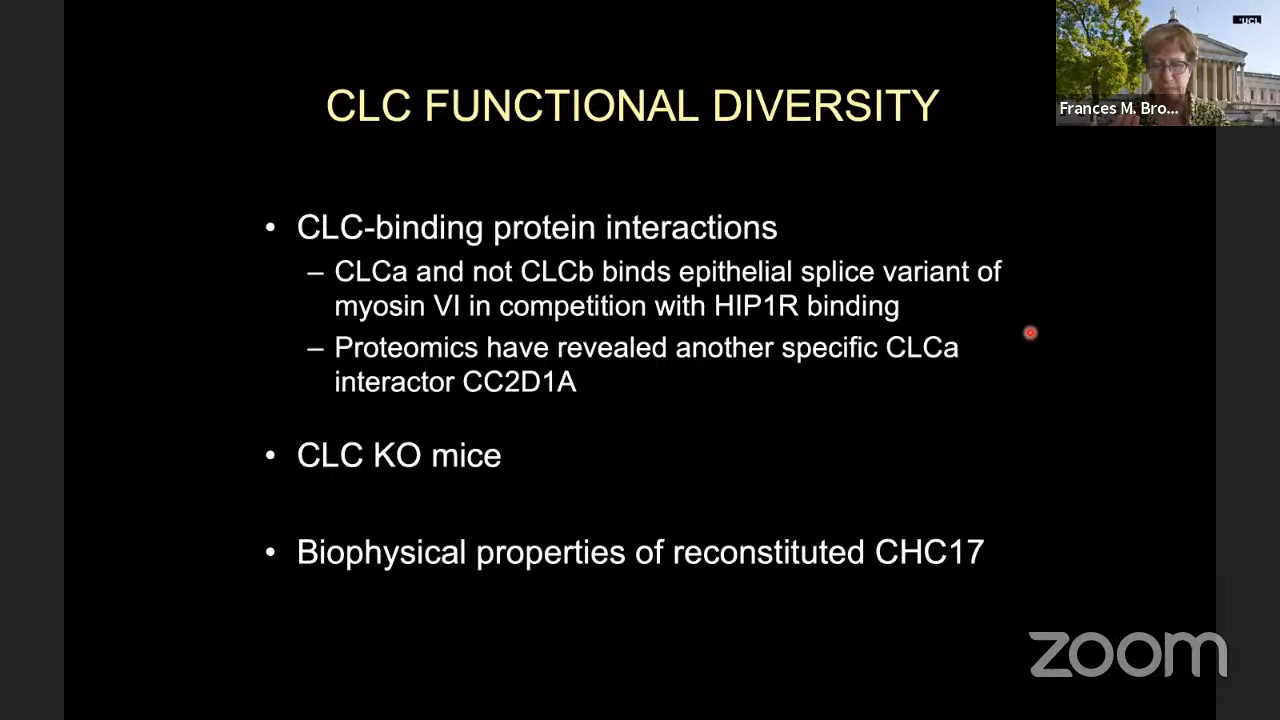 UCL
Frances M. Bro...
CLC FUNCTIONAL DIVERSITY
• CLC-binding protein interactions
– CLCa and not CLCb binds epithelial splice variant of
myosin VI in competition with HIP1R binding
– Proteomics have revealed another specific CLCa
interactor CC2D1A
• CLC KO mice
• Biophysical properties of reconstituted CHC17
zoom